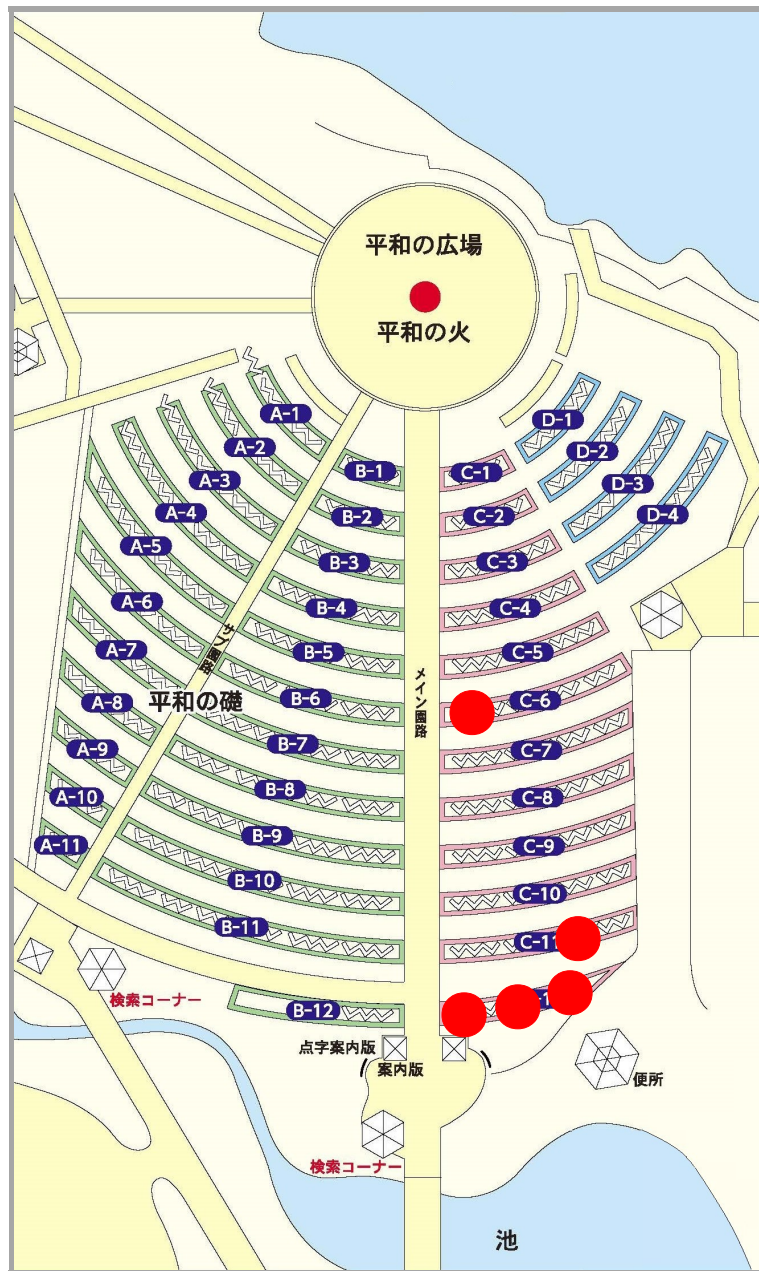 平和の広場
平和の火
A-1
A-2
A-3
A-4
A-5
A-6
A-7
A-8
A-9
A-10
A-11
B-1
B-2
B-3
B-4
B-5
B-6
B-7
B-8
B-9
B-10
B-11
B-12
C-1
C-2
C-3
C-4
C-5
C-6
C-7
C-8
C-9
C-10
C-11
D-1
D-2
D-3
D-4
サブ園路
メイン園路
平和の礎
検索コーナー
点字案内版
案内版
便所
検索コーナー
池